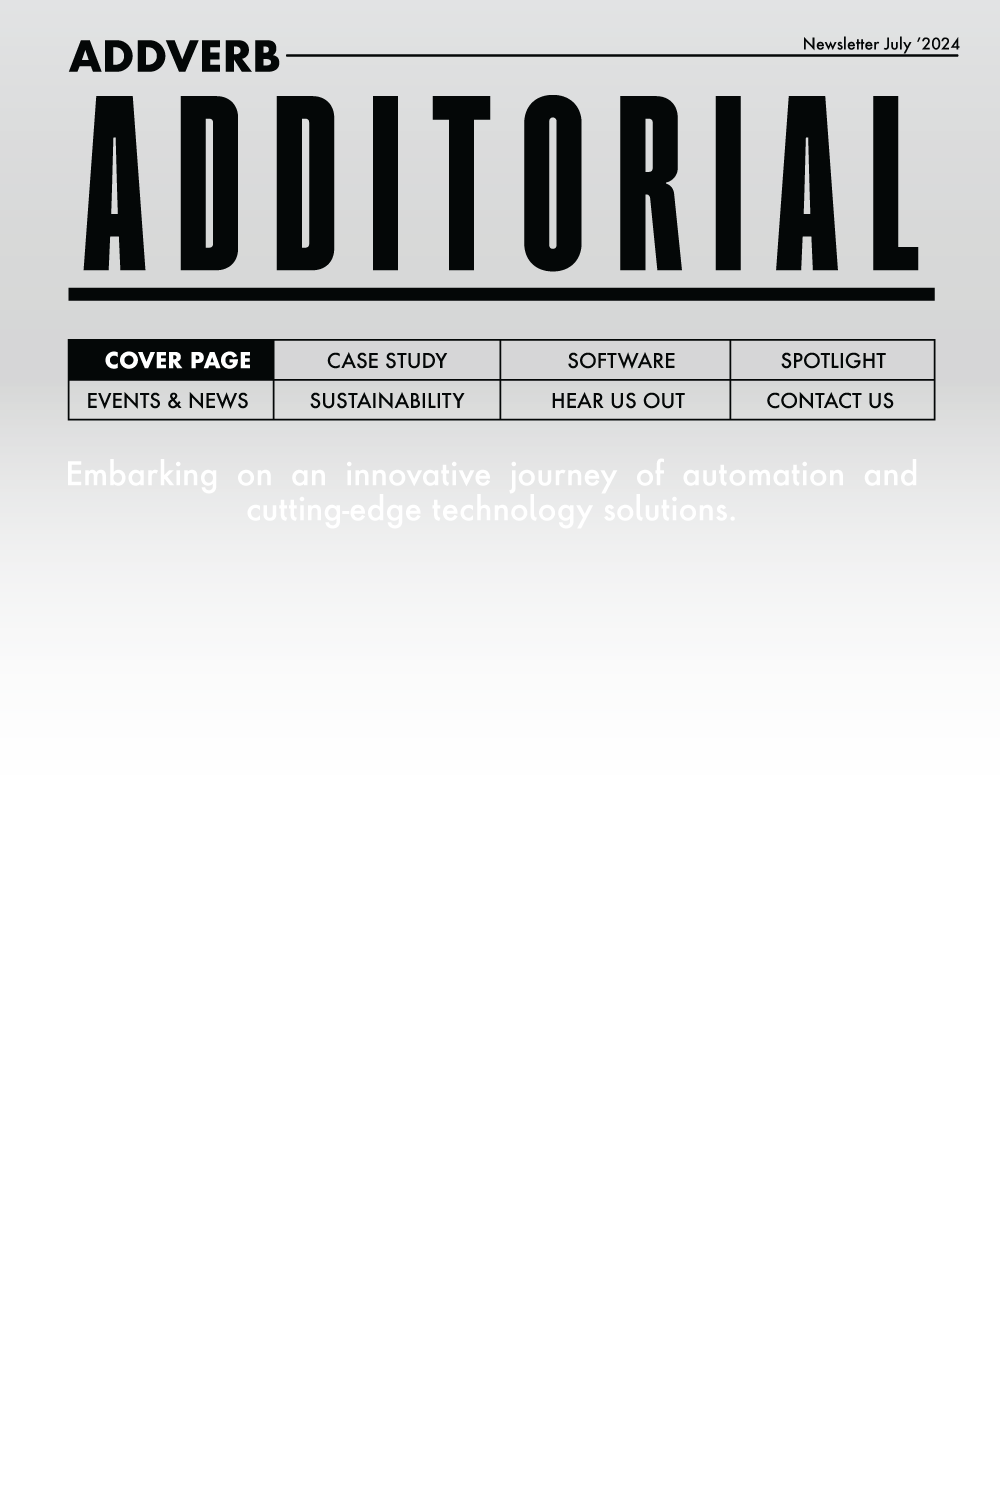 ADDVERB
Newsletter July ’2024
ADDITORIAL
COVER PAGE
CASE STUDY
SOFTWARE
SPOTLIGHT
EVENTS & NEWS
SUSTAINABILITY
HEAR US OUT
CONTACT US
Embarking on an innovative journey of automation and
cutting-edge technology solutions.